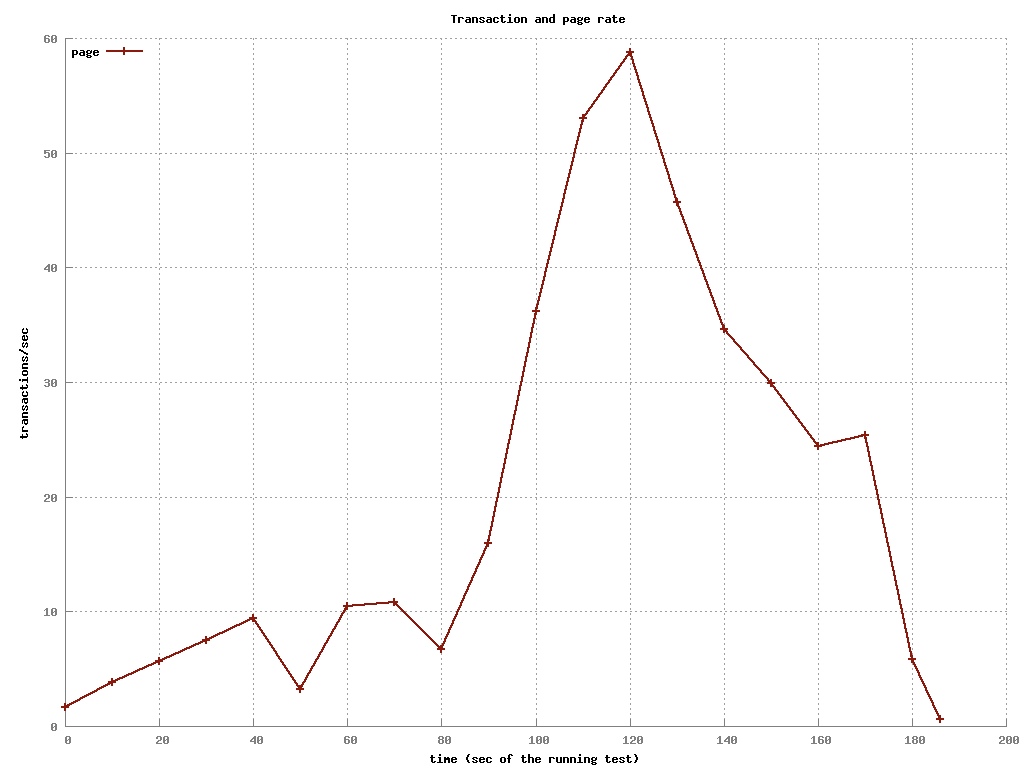 Transaction and page rate
page
60
50
40
30
20
10
0
transactions/sec
0 20 40 60 80 100 120 140 160 180 200
time (sec of the running test)